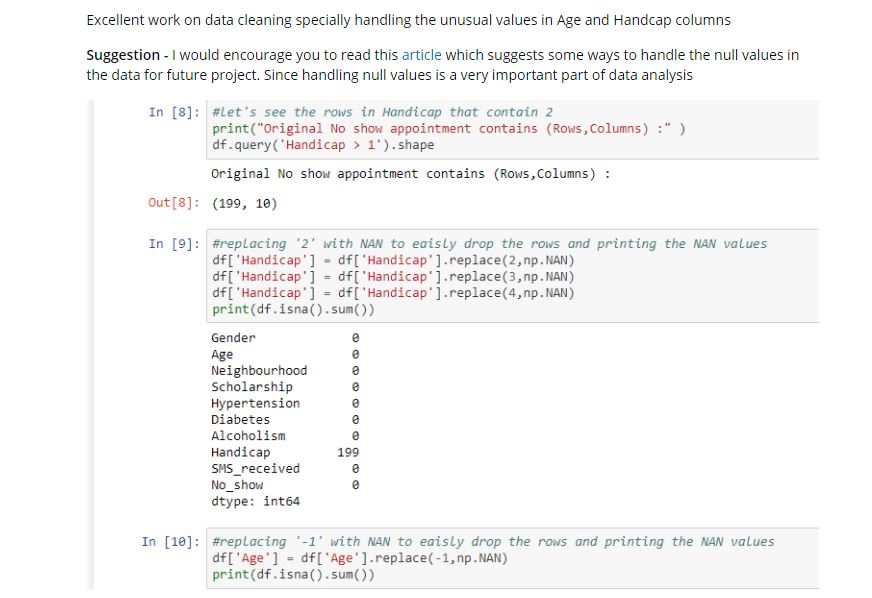 Excellent work on data cleaning specially handling the unusual values in Age and Handcap columns
Suggestion - I would encourage you to read this article which suggests some ways to handle the null values in
the data for future project. Since handling null values is a very important part of data analysis
In [8]: #let's see the rows in Handicap that contain 2
print("Original No show appointment contains (Rows,Columns) :" )
df.query('Handicap > 1').shape
Original No show appointment contains (Rows,Columns) :
Out[8]: (199, 10)
In [9]: #replacing '2' with NAN to eaisly drop the rows and printing the NAN values
df['Handicap'] = df['Handicap'].replace(2,np.NAN)
df['Handicap'] = df['Handicap'].replace(3,np.NAN)
df['Handicap'] = df['Handicap'].replace(4,np.NAN)
print(df.isna().sum())
Gender 0
Age 0
Neighbourhood 0
Scholarship 0
Hypertension 0
Diabetes 0
Alcoholism 0
Handicap 199
SMS_received 0
No_show 0
dtype: int64
In [10]: #replacing '-1' with NAN to eaisly drop the rows and printing the NAN values
df['Age'] = df['Age'].replace(-1,np.NAN)
print(df.isna().sum())